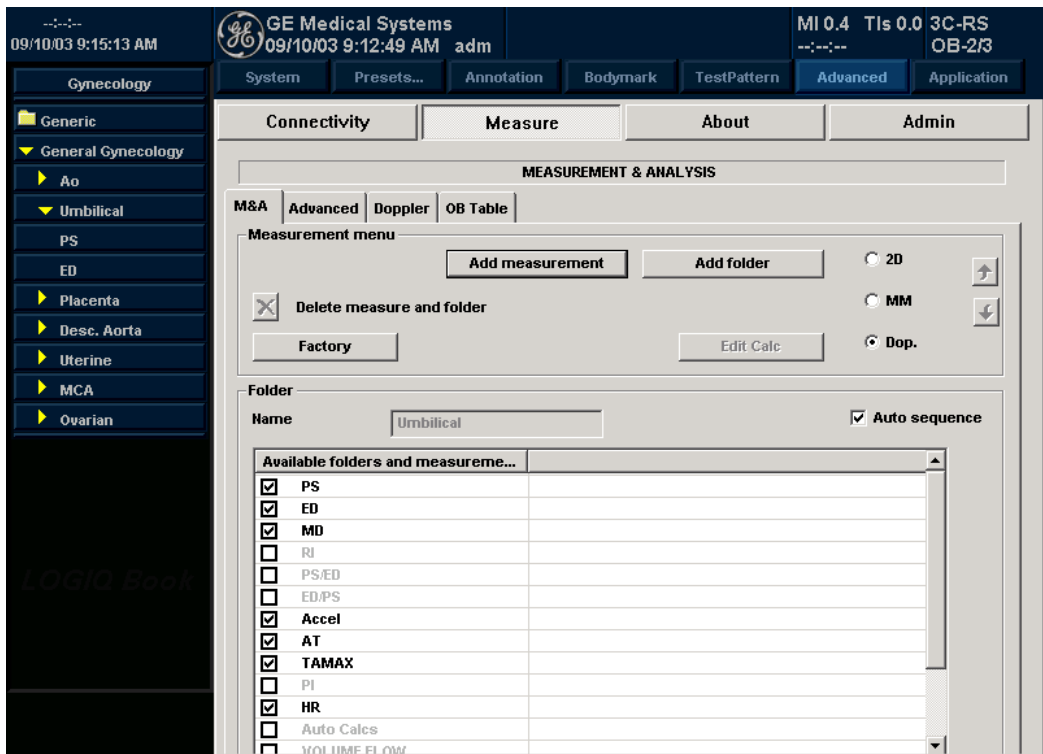 --:--:--
09/10/03 9:15:13 AM
GE Medical Systems
09/10/03 9:12:49 AM adm
MI 0.4 TIs 0.0 3C-RS
--:--:-- OB-2/3
Gynecology
Generic
General Gynecology
Ao
Umbilical
PS
ED
Placenta
Desc. Aorta
Uterine
MCA
Ovarian
LOGIQ Book
System Presets... Annotation Bodymark TestPattern Advanced Application
Connectivity Measure About Admin
MEASUREMENT & ANALYSIS
M&A Advanced Doppler OB Table
Measurement menu
Add measurement Add folder 2D
Delete measure and folder MM
Factory Edit Calc Dop.
Folder
Name Umbilical Auto sequence
Available folders and measureme...
PS
ED
MD
RI
PS/ED
ED/PS
Accel
AT
TAMAX
PI
HR
Auto Calcs
VOLUME FLOW